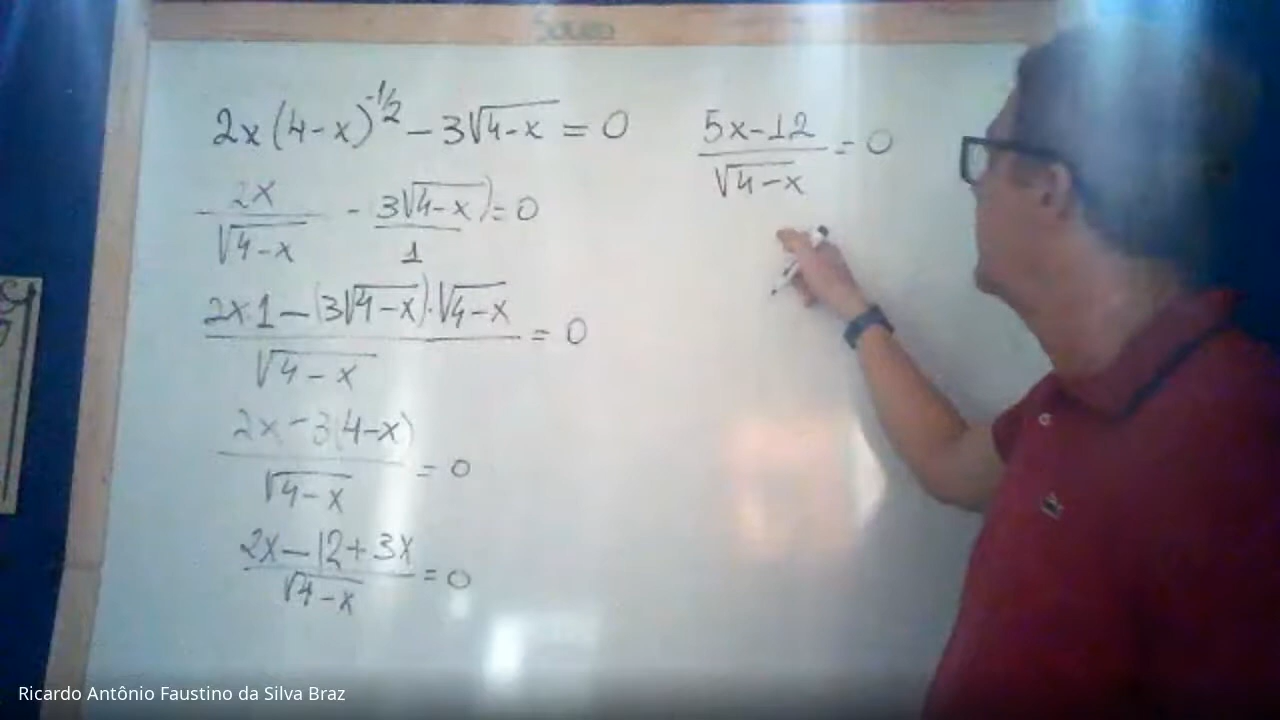 2x(4-x)^{-1/2} - 3√(4-x) = 0
2x/√(4-x) - 3√(4-x))/1 = 0
(2x·1 - (3√(4-x))·√(4-x))/√(4-x) = 0
(2x - 3(4-x))/√(4-x) = 0
(2x - 12 + 3x)/√(4-x) = 0
(5x - 12)/√(4-x) = 0
Ricardo Antônio Faustino da Silva Braz